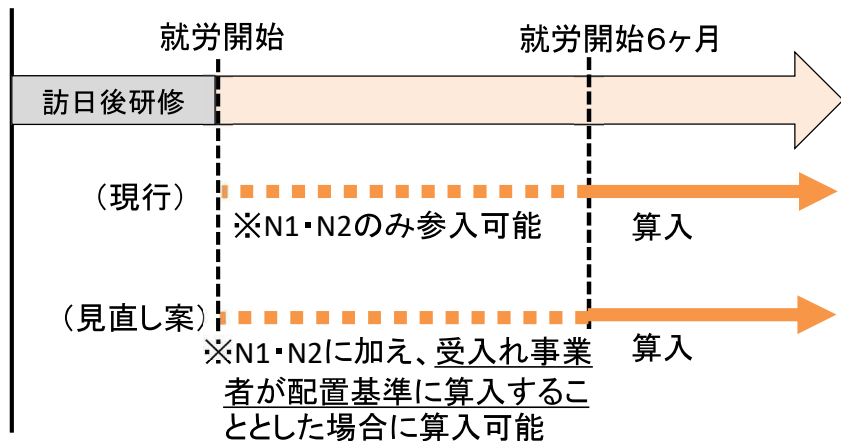 就労開始
就労開始6ヶ月
訪日後研修
（現行）
※N1・N2のみ参入可能
算入
（見直し案）
※N1・N2に加え、受入れ事業
者が配置基準に算入するこ
ととした場合に算入可能
算入